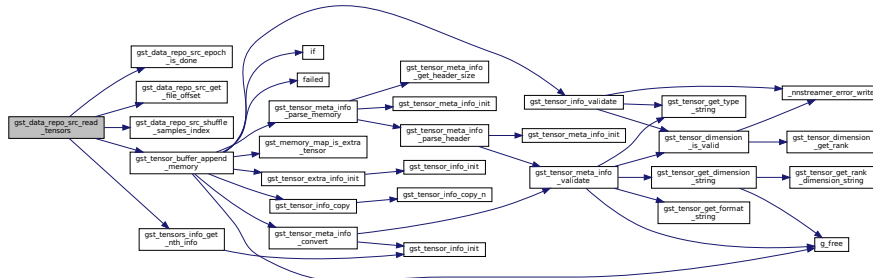 gst_data_repo_src_read
_tensors
gst_data_repo_src_epoch
_is_done
gst_data_repo_src_get
_file_offset
gst_data_repo_src_shuffle
_samples_index
gst_tensor_buffer_append
_memory
gst_tensors_info_get
_nth_info
if
failed
gst_tensor_meta_info
_parse_memory
gst_memory_map_is_extra
_tensor
gst_tensor_extra_info_init
gst_tensor_info_copy
gst_tensor_meta_info
_convert
gst_tensor_meta_info
_get_header_size
gst_tensor_meta_info_init
gst_tensor_meta_info
_parse_header
gst_tensor_info_init
gst_tensor_info_copy_n
gst_tensor_info_init
gst_tensor_info_validate
gst_tensor_meta_info_init
gst_tensor_meta_info
_validate
gst_tensor_get_type
_string
gst_tensor_dimension
_is_valid
gst_tensor_get_dimension
_string
gst_tensor_get_format
_string
_nnstreamer_error_write
gst_tensor_dimension
_get_rank
gst_tensor_get_rank
_dimension_string
g_free